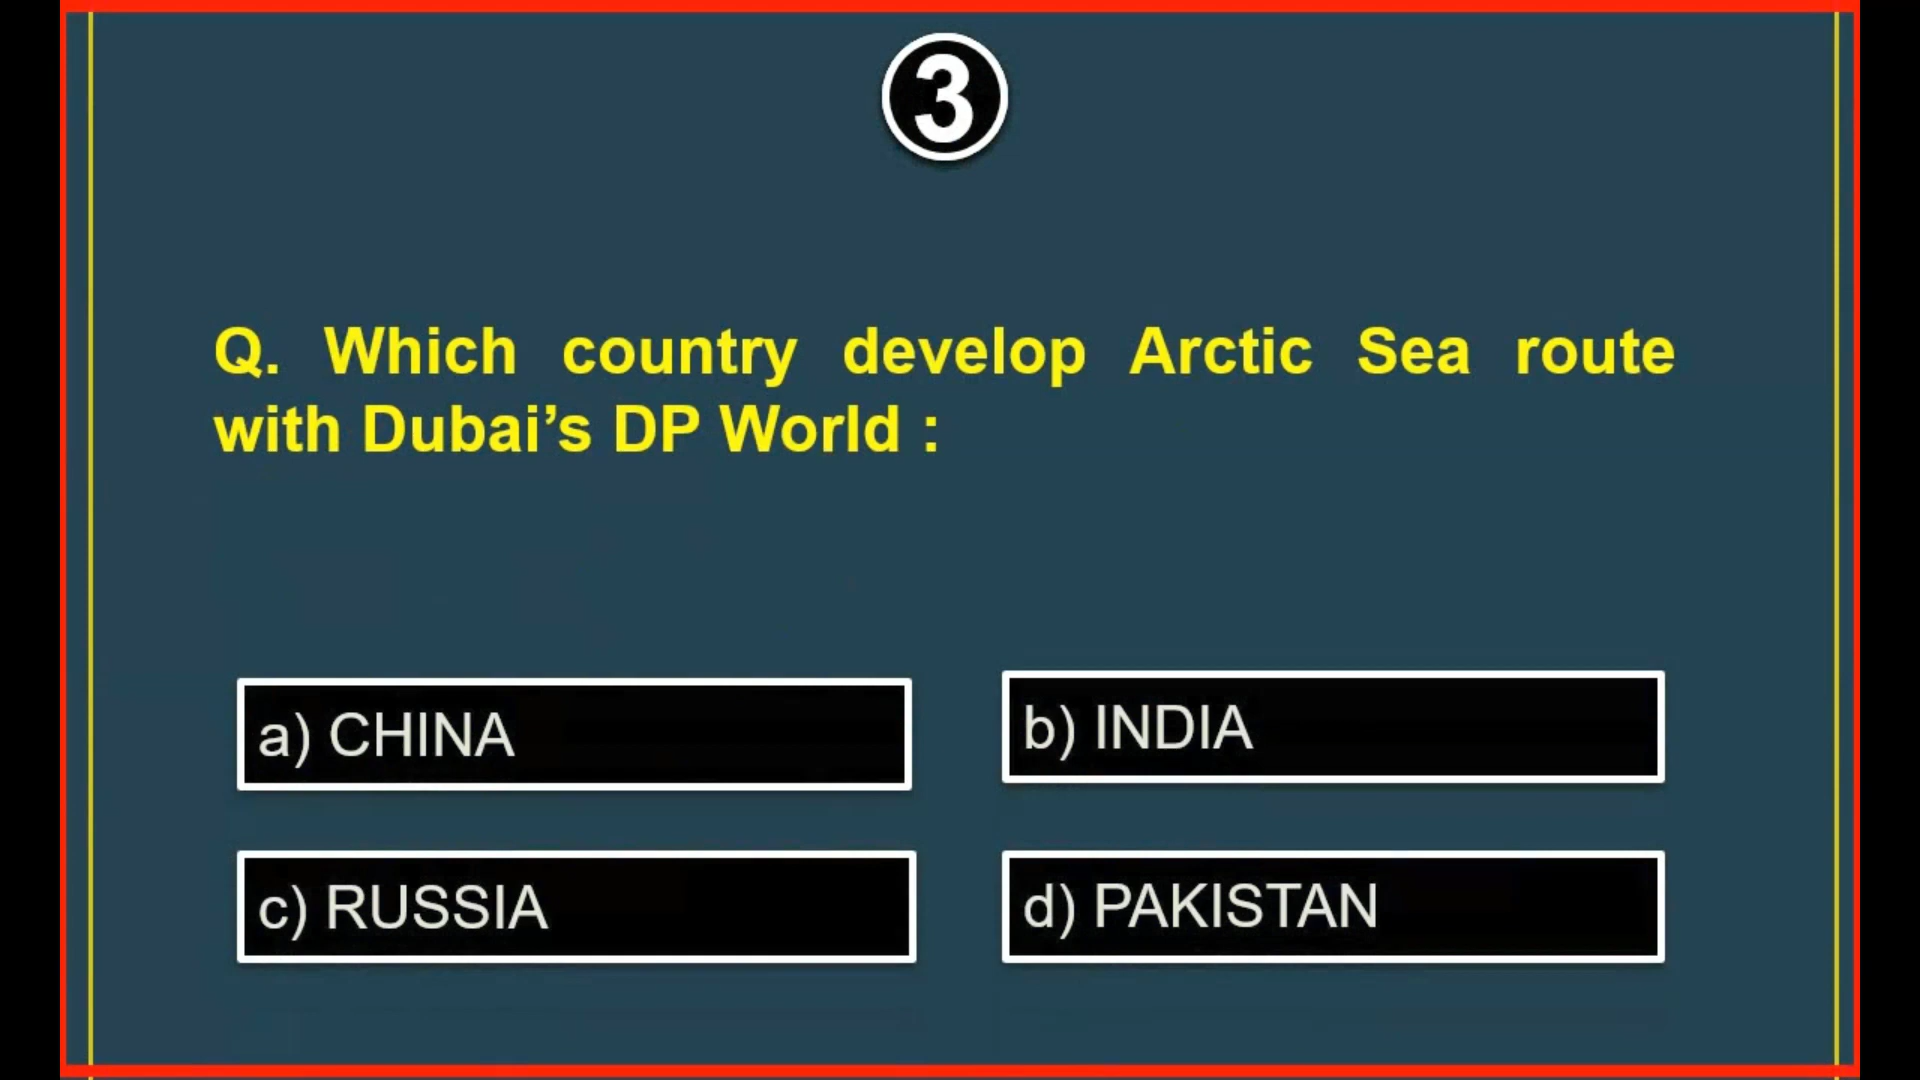 3
Q. Which country develop Arctic Sea route
with Dubai’s DP World :
a) CHINA
b) INDIA
c) RUSSIA
d) PAKISTAN